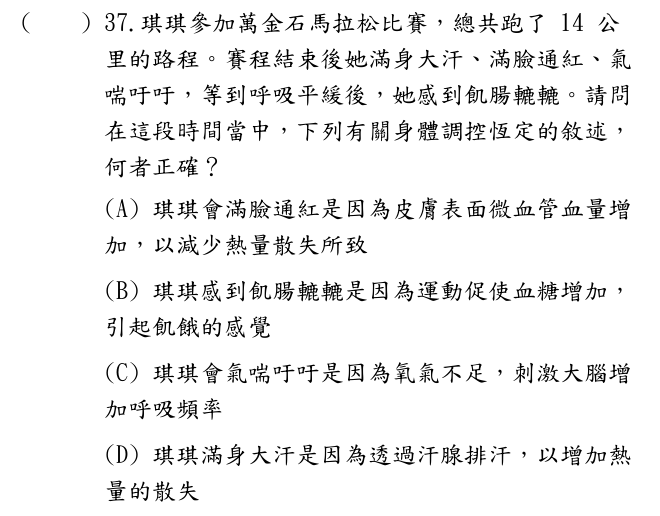 (　　) 37. 琪琪參加萬金石馬拉松比賽，總共跑了 14 公
里的路程。賽程結束後她滿身大汗、滿臉通紅、氣
喘吁吁，等到呼吸平緩後，她感到飢腸轆轆。請問
在這段時間當中，下列有關身體調控恆定的敘述，
何者正確？
(A) 琪琪會滿臉通紅是因為皮膚表面微血管血量增
加，以減少熱量散失所致
(B) 琪琪感到飢腸轆轆是因為運動促使血糖增加，
引起飢餓的感覺
(C) 琪琪會氣喘吁吁是因為氧氣不足，刺激大腦增
加呼吸頻率
(D) 琪琪滿身大汗是因為透過汗腺排汗，以增加熱
量的散失